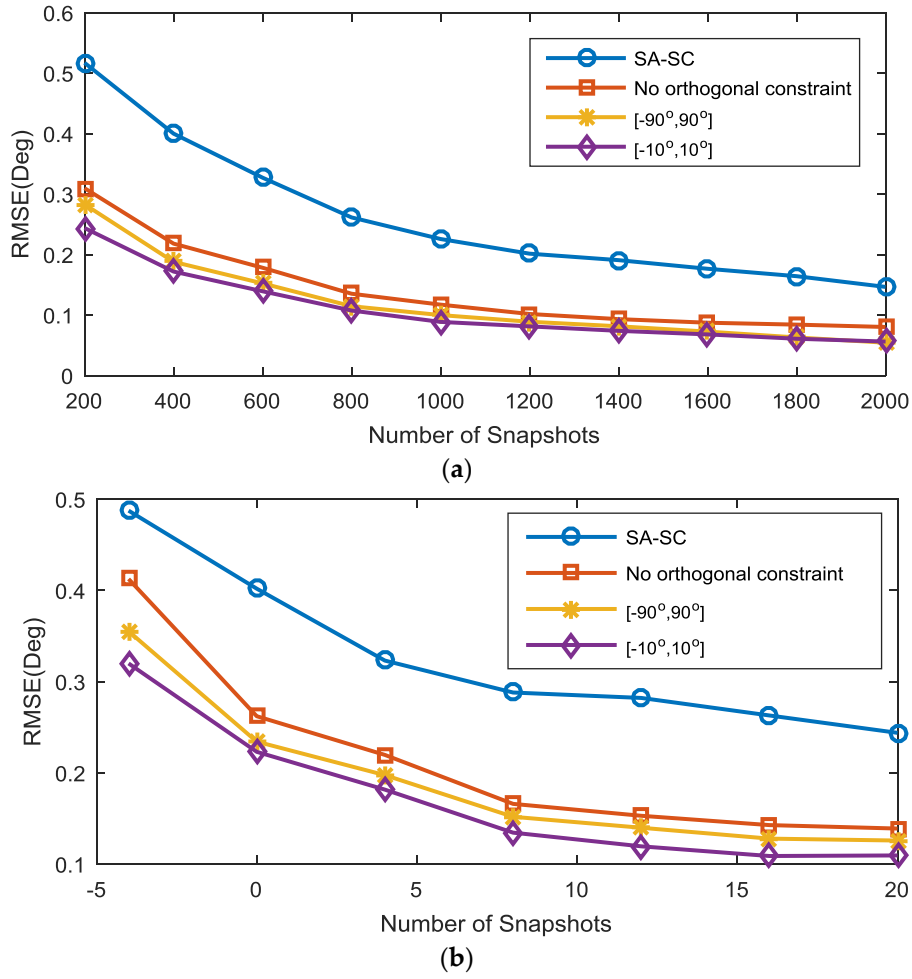 0.6
0.5
0.4
0.3
0.2
0.1
0
RMSE(Deg)
SA-SC
No orthogonal constraint
[-90°,90°]
[-10°,10°]
200 400 600 800 1000 1200 1400 1600 1800 2000
Number of Snapshots
(a)
0.5
0.4
0.3
0.2
0.1
RMSE(Deg)
SA-SC
No orthogonal constraint
[-90°,90°]
[-10°,10°]
-5 0 5 10 15 20
Number of Snapshots
(b)